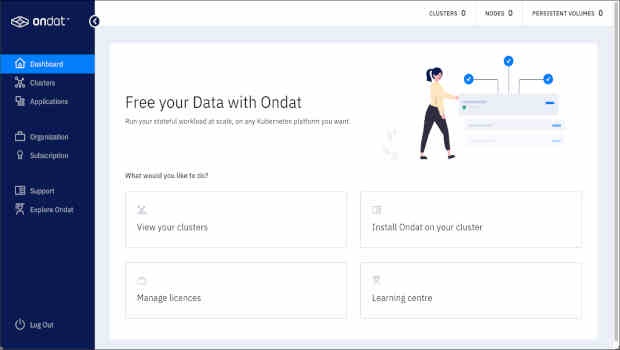 ondat
CLUSTERS 0 NODES 0 PERSISTENT VOLUMES 0
Dashboard
Clusters
Applications
Organization
Subscription
Support
Explore Ondat
Log Out
Free your Data with Ondat
Run your stateful workload at scale, on any Kubernetes platform you want.
What would you like to do?
View your clusters
Install Ondat on your cluster
Manage licences
Learning centre